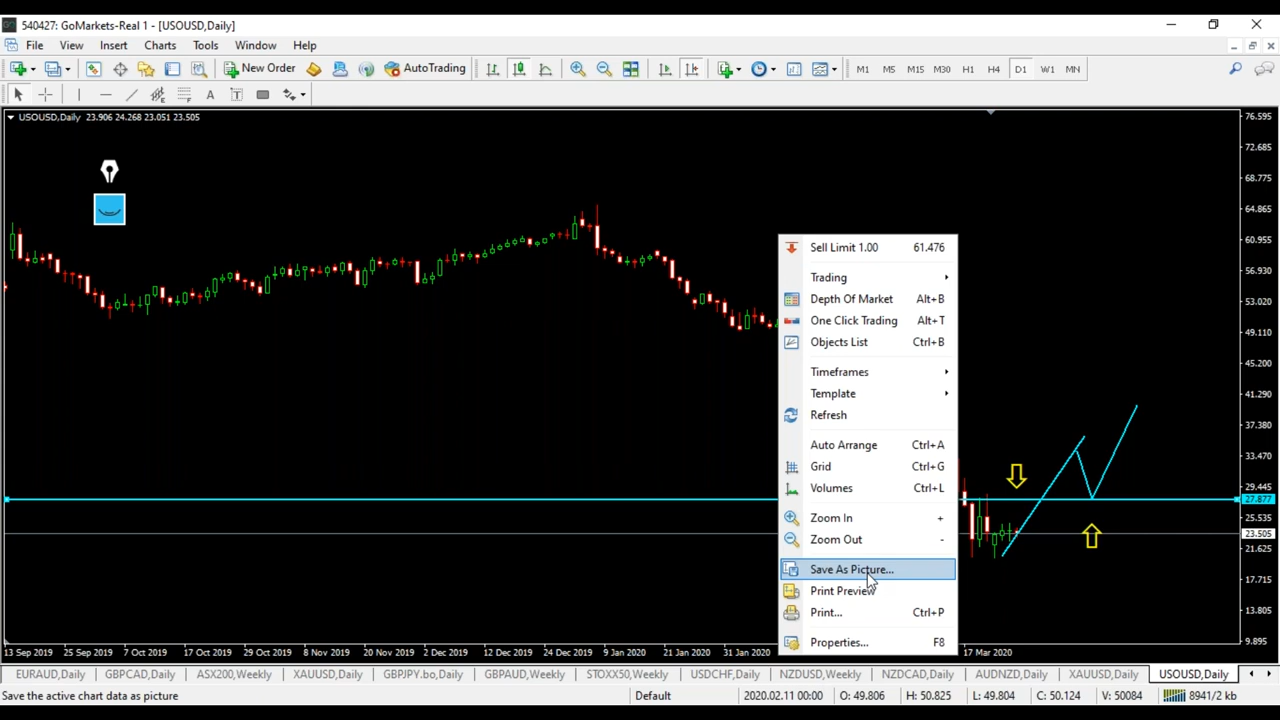 540427: GoMarkets-Real 1 - [USOUSD,Daily]
File View Insert Charts Tools Window Help
New Order AutoTrading M1 M5 M15 M30 H1 H4 D1 W1 MN
A T
USOUSD,Daily 23.906 24.268 23.051 23.505
76.595
72.685
68.775
64.865
60.955
56.930
53.020
49.110
45.200
41.290
37.380
33.470
29.445
27.877
25.535
23.505
21.625
17.715
13.805
9.895
Sell Limit 1.00 61.476
Trading
Depth Of Market Alt+B
One Click Trading Alt+T
Objects List Ctrl+B
Timeframes
Template
Refresh
Auto Arrange Ctrl+A
Grid Ctrl+G
Volumes Ctrl+L
Zoom In +
Zoom Out -
Save As Picture...
Print Preview
Print... Ctrl+P
Properties... F8
13 Sep 2019 25 Sep 2019 7 Oct 2019 17 Oct 2019 29 Oct 2019 8 Nov 2019 20 Nov 2019 2 Dec 2019 12 Dec 2019 24 Dec 2019 9 Jan 2020 21 Jan 2020 31 Jan 2020 17 Mar 2020
EURAUD,Daily GBPCAD,Daily ASX200,Weekly XAUUSD,Daily GBPJPY.bo,Daily GBPAUD,Weekly STOXX50,Weekly USDCHF,Daily NZDUSD,Weekly NZDCAD,Daily AUDNZD,Daily XAUUSD,Daily USOUSD,Daily
Save the active chart data as picture Default 2020.02.11 00:00 O: 49.806 H: 50.825 L: 49.804 C: 50.124 V: 50084 8941/2 kb